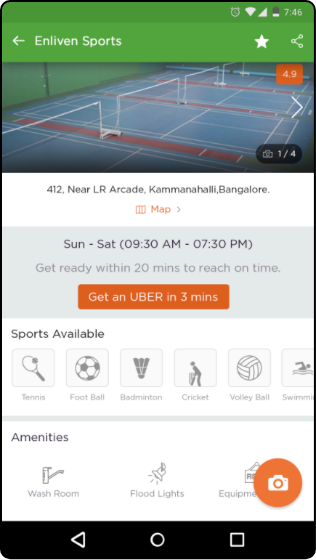 7:46
Enliven Sports
4.9
1 / 4
412, Near LR Arcade, Kammanahalli,Bangalore.
Map
Sun - Sat (09:30 AM - 07:30 PM)
Get ready within 20 mins to reach on time.
Get an UBER in 3 mins
Sports Available
Tennis
Foot Ball
Badminton
Cricket
Volley Ball
Swimmi
Amenities
Wash Room
Flood Lights
Equipme